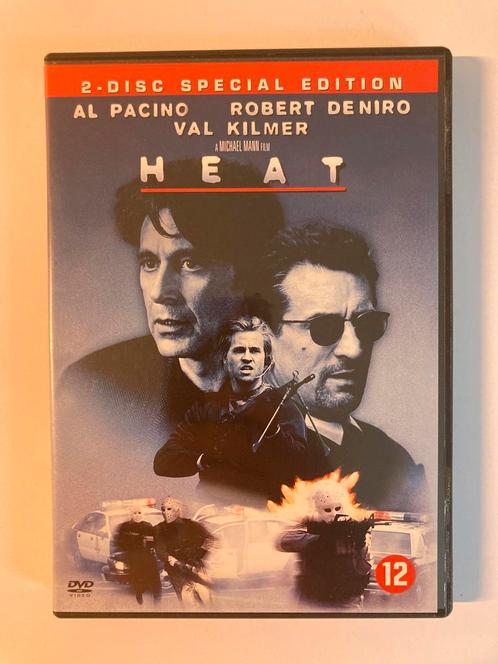 2-DISC SPECIAL EDITION
AL PACINO ROBERT DENIRO
VAL KILMER
A MICHAEL MANN FILM
HEAT
DVD
VIDEO
12